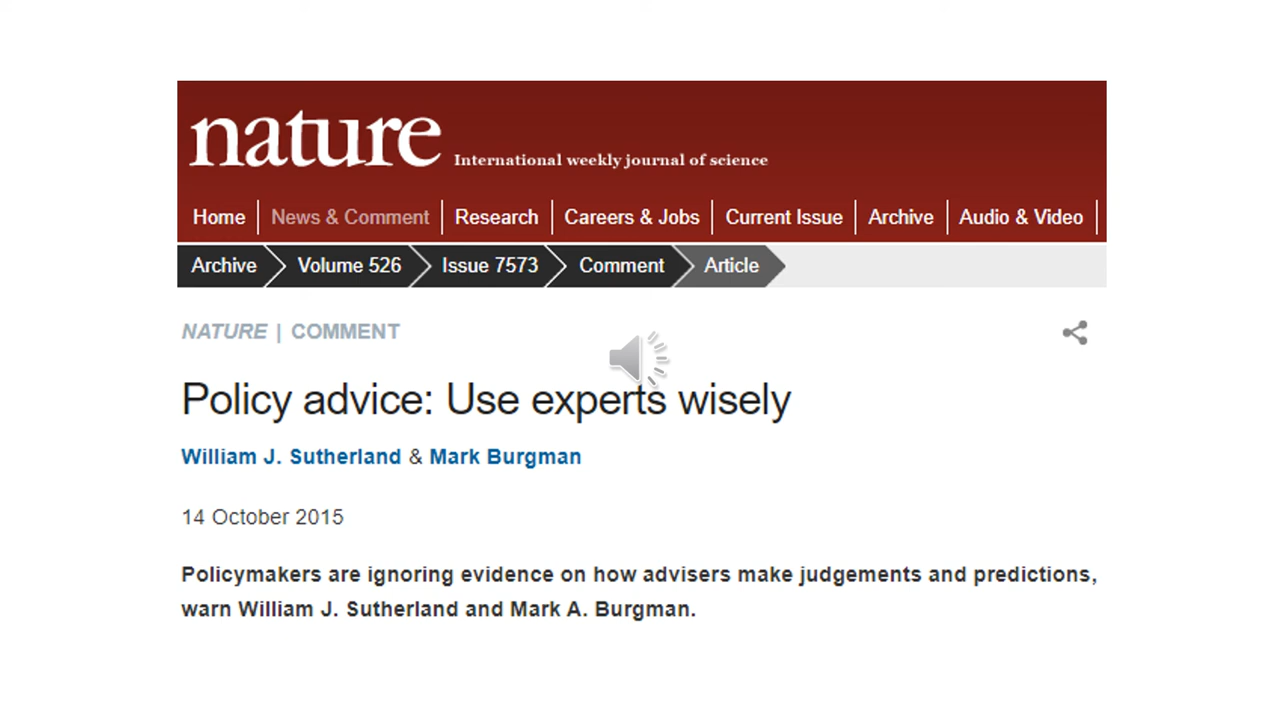 nature International weekly journal of science
Home News & Comment Research Careers & Jobs Current Issue Archive Audio & Video
Archive Volume 526 Issue 7573 Comment Article
NATURE | COMMENT
Policy advice: Use experts wisely
William J. Sutherland & Mark Burgman
14 October 2015
Policymakers are ignoring evidence on how advisers make judgements and predictions,
warn William J. Sutherland and Mark A. Burgman.